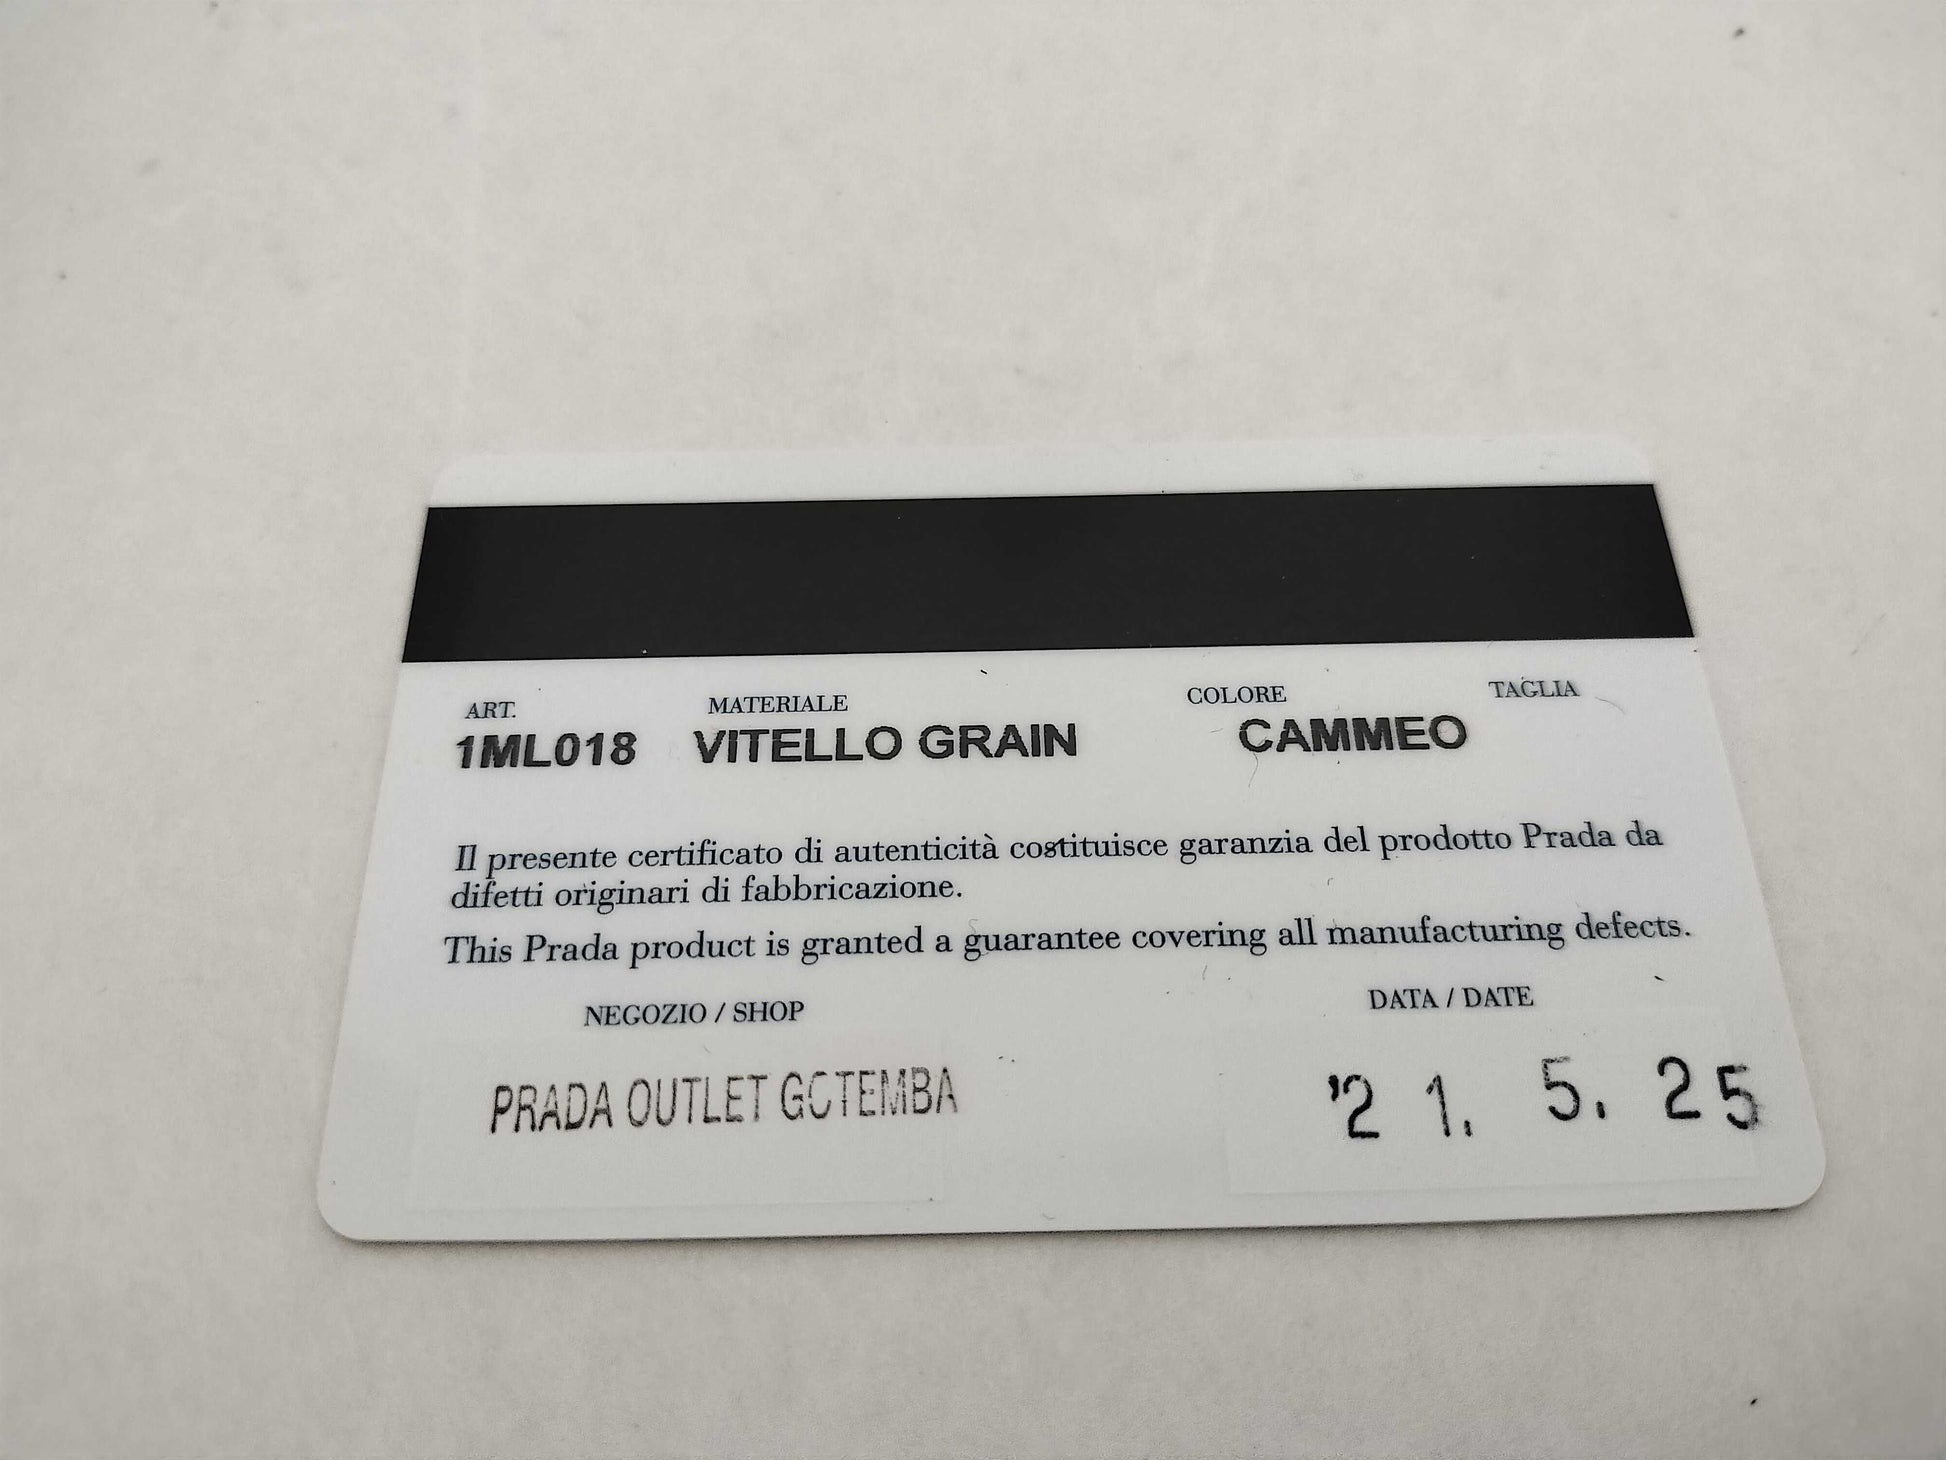 ART. MATERIALE COLORE TAGLIA
1ML018 VITELLO GRAIN CAMMEO
Il presente certificato di autenticità costituisce garanzia del prodotto Prada da
difetti originari di fabbricazione.
This Prada product is granted a guarantee covering all manufacturing defects.
NEGOZIO / SHOP DATA / DATE
PRADA OUTLET GOTEMBA '21. 5. 25